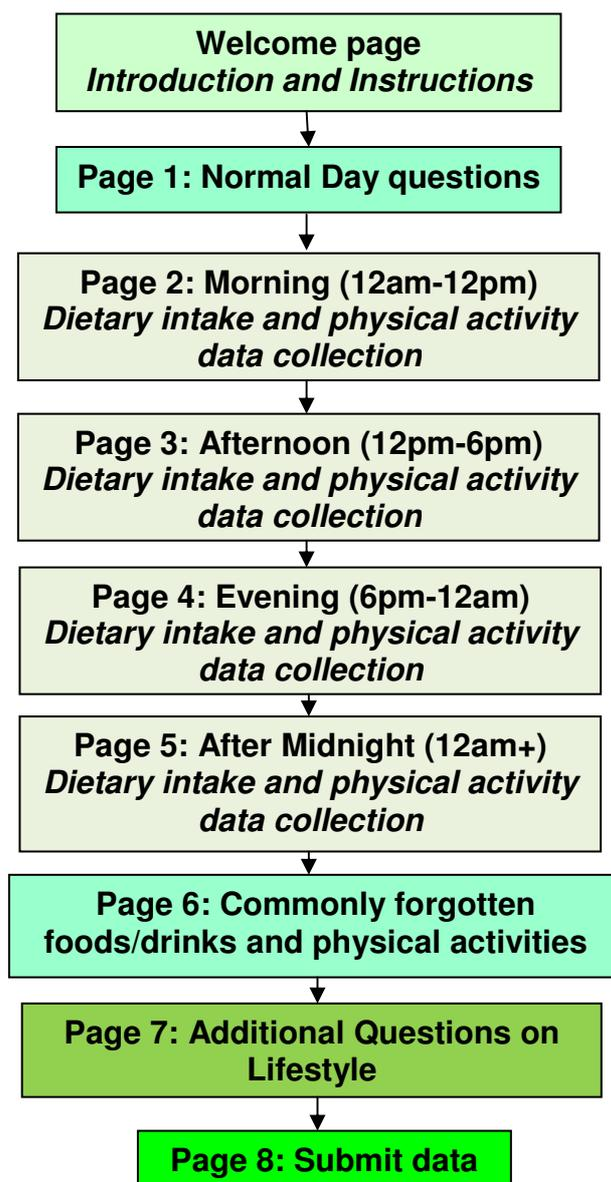 Welcome page
Introduction and Instructions
Page 1: Normal Day questions
Page 2: Morning (12am-12pm)
Dietary intake and physical activity
data collection
Page 3: Afternoon (12pm-6pm)
Dietary intake and physical activity
data collection
Page 4: Evening (6pm-12am)
Dietary intake and physical activity
data collection
Page 5: After Midnight (12am+)
Dietary intake and physical activity
data collection
Page 6: Commonly forgotten
foods/drinks and physical activities
Page 7: Additional Questions on
Lifestyle
Page 8: Submit data